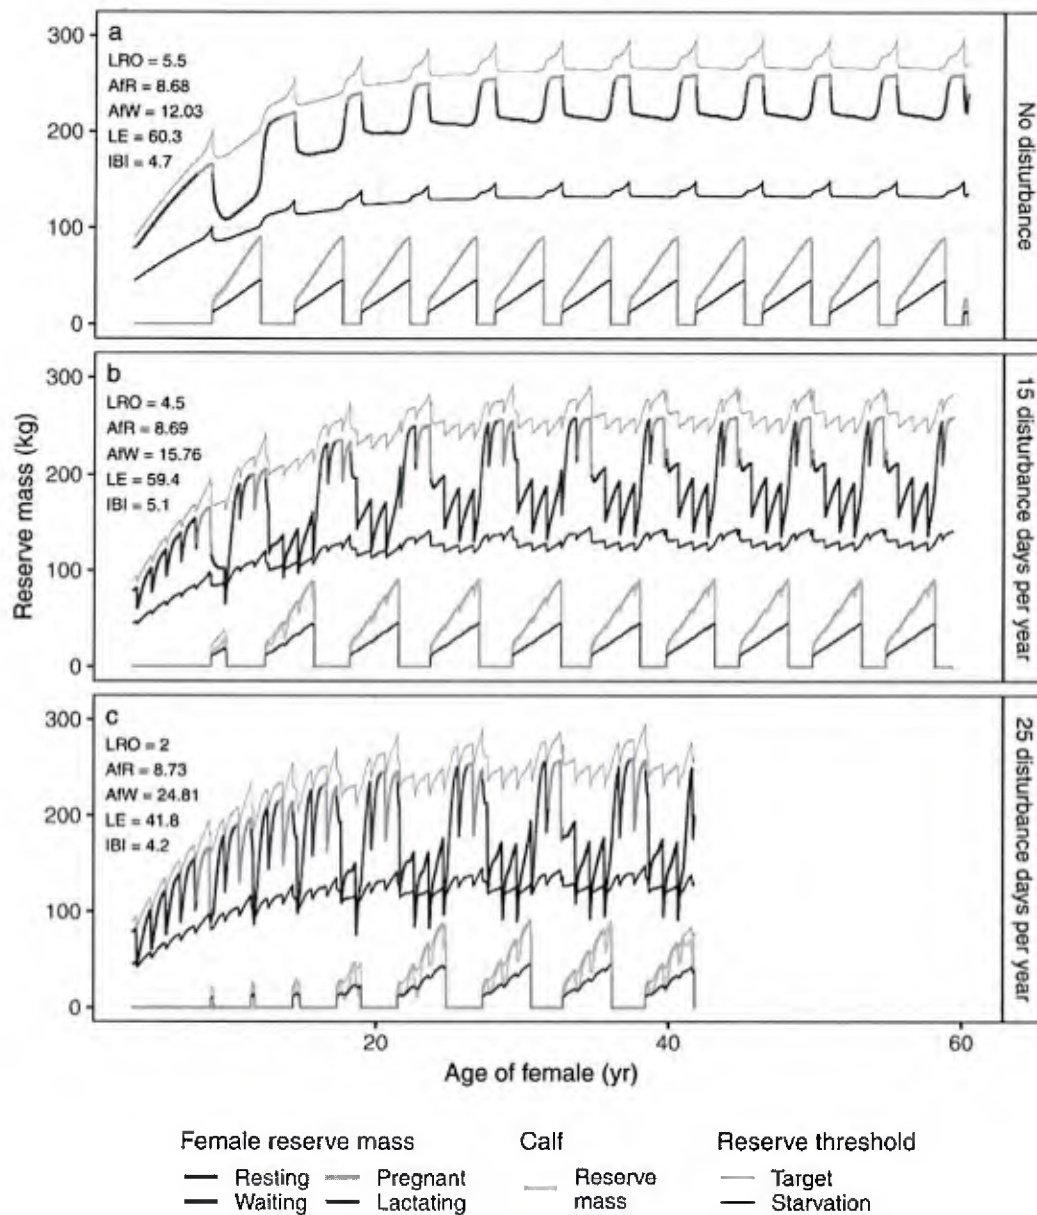 a
LRO = 5.5
AfR = 8.68
AfW = 12.03
LE = 60.3
IBI = 4.7
300
200
100
0
No disturbance
b
LRO = 4.5
AfR = 8.69
AfW = 15.76
LE = 59.4
IBI = 5.1
300
200
100
0
15 disturbance days per year
Reserve mass (kg)
c
LRO = 2
AfR = 8.73
AfW = 24.81
LE = 41.8
IBI = 4.2
300
200
100
0
25 disturbance days per year
20 40 60
Age of female (yr)
Female reserve mass Calf Reserve threshold
Resting Pregnant Reserve mass Target
Waiting Lactating Starvation